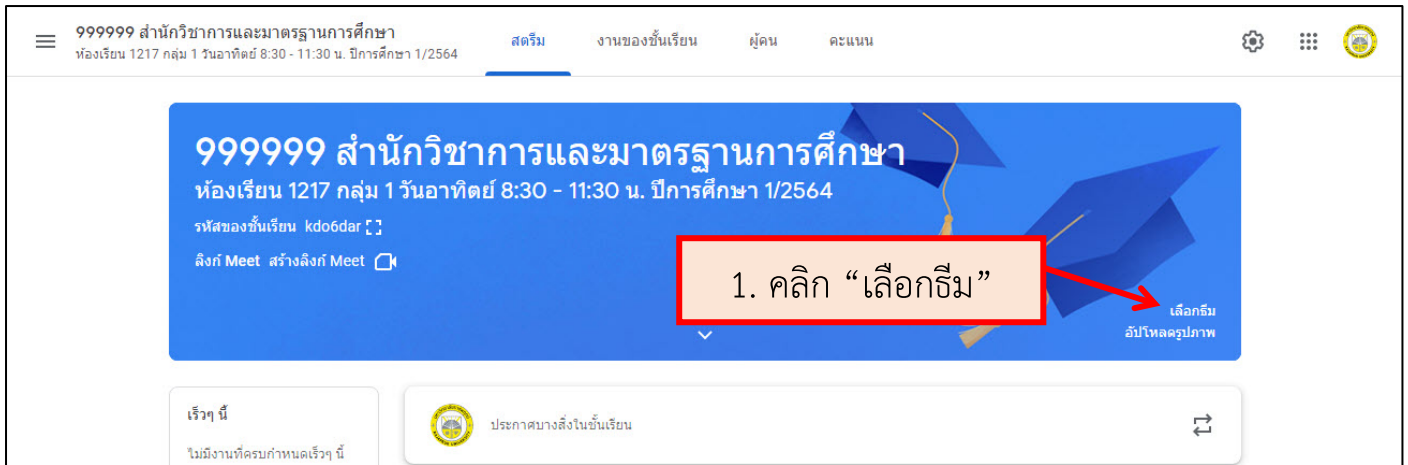 999999 สำนักวิชาการและมาตรฐานการศึกษา
ห้องเรียน 1217 กลุ่ม 1 วันอาทิตย์ 8:30 - 11:30 น. ปีการศึกษา 1/2564
สตรีม งานของชั้นเรียน ผู้คน คะแนน
999999 สำนักวิชาการและมาตรฐานการศึกษา
ห้องเรียน 1217 กลุ่ม 1 วันอาทิตย์ 8:30 - 11:30 น. ปีการศึกษา 1/2564
รหัสของชั้นเรียน kdo6dar
ลิงก์ Meet สร้างลิงก์ Meet
1. คลิก “เลือกธีม”
เลือกธีม
อัปโหลดรูปภาพ
เร็วๆ นี้
ไม่มีงานที่ครบกำหนดเร็วๆ นี้
ประกาศบางสิ่งในชั้นเรียน